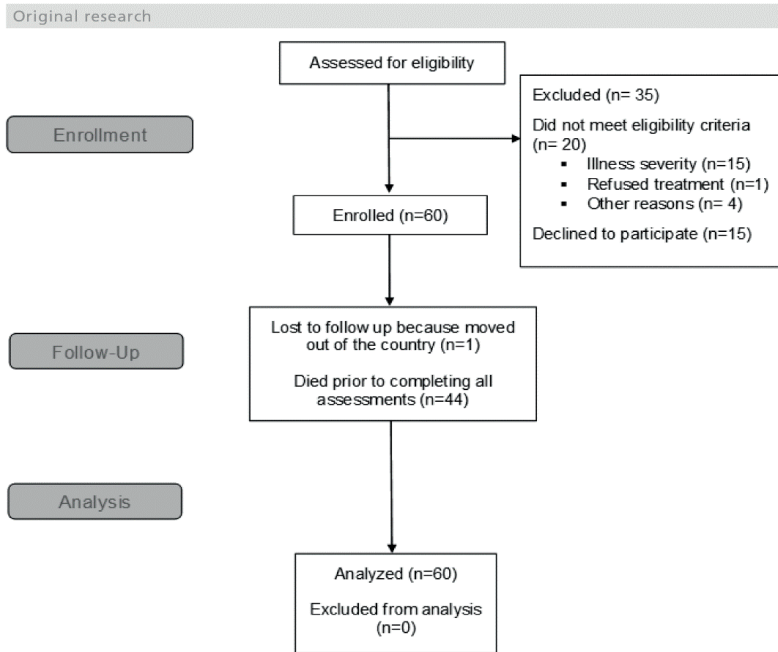 Original research
Assessed for eligibility
Excluded (n= 35)
Did not meet eligibility criteria
(n= 20)
▪ Illness severity (n=15)
▪ Refused treatment (n=1)
▪ Other reasons (n= 4)
Declined to participate (n=15)
Enrollment
Enrolled (n=60)
Lost to follow up because moved
out of the country (n=1)
Died prior to completing all
assessments (n=44)
Follow-Up
Analysis
Analyzed (n=60)
Excluded from analysis
(n=0)